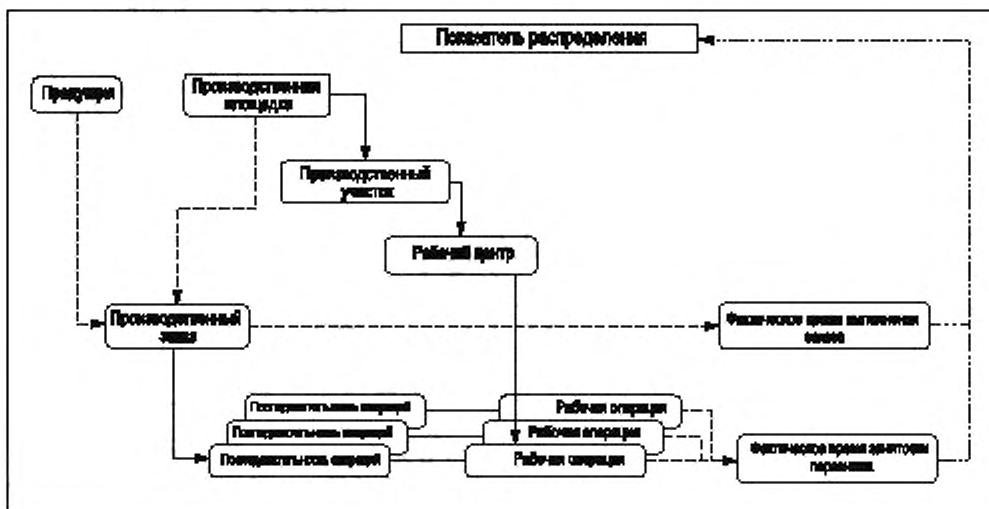 Показатель распределения
Продукция
Производственная
площадка
Производственный
участок
Рабочий центр
Производственный
заказ
Фактическое время выполнения
заказа
Последовательность операций
Рабочая операция
Последовательность операций
Рабочая операция
Последовательность операций
Рабочая операция
Фактическое время занятости
персонала